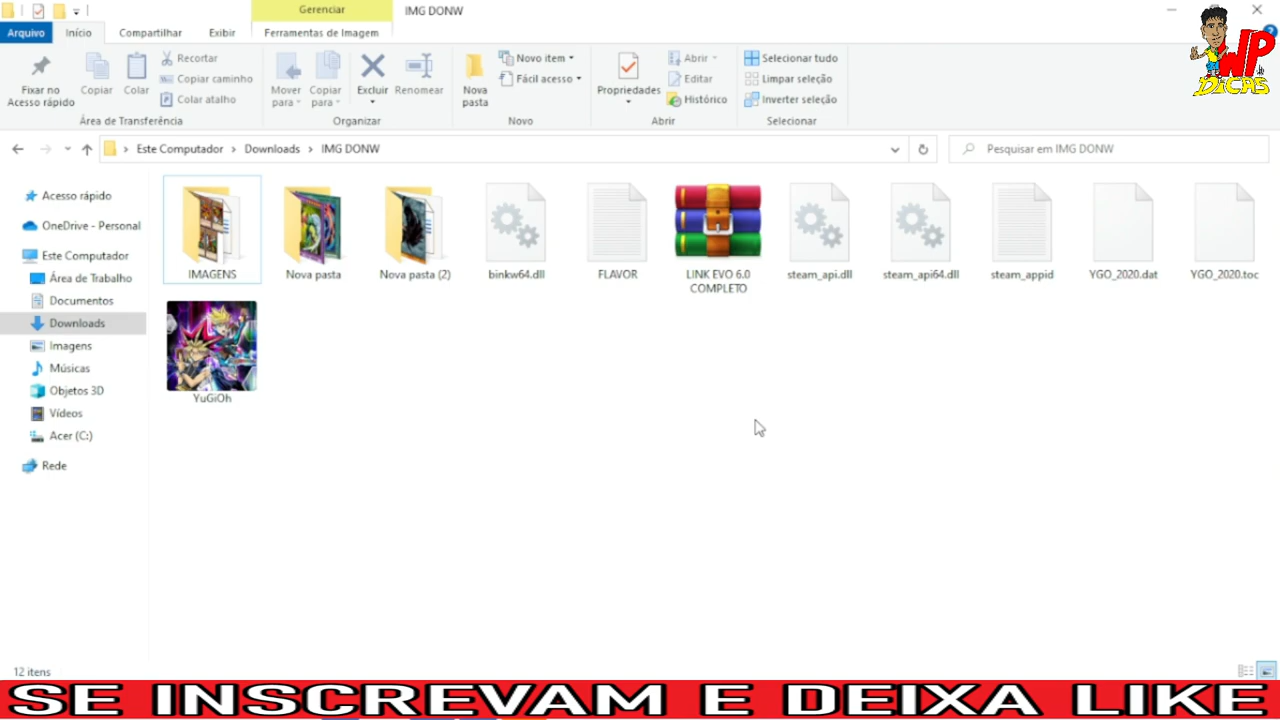 Gerenciar
IMG DONW
Arquivo
Início
Compartilhar
Exibir
Ferramentas de Imagem
Fixar no
Acesso rápido
Copiar
Colar
Recortar
Copiar caminho
Colar atalho
Mover
para
Copiar
para
Excluir
Renomear
Nova
pasta
Novo item
Fácil acesso
Propriedades
Abrir
Editar
Histórico
Selecionar tudo
Limpar seleção
Inverter seleção
Área de Transferência
Organizar
Novo
Abrir
Selecionar
Este Computador
Downloads
IMG DONW
Pesquisar em IMG DONW
Acesso rápido
OneDrive - Personal
Este Computador
Área de Trabalho
Documentos
Downloads
Imagens
Músicas
Objetos 3D
Vídeos
Acer (C:)
Rede
IMAGENS
Nova pasta
Nova pasta (2)
binkw64.dll
FLAVOR
LINK EVO 6.0
COMPLETO
steam_api.dll
steam_api64.dll
steam_appid
YGO_2020.dat
YGO_2020.toc
YuGiOh
12 itens
WP
DICAS
SE INSCREVAM E DEIXA LIKE